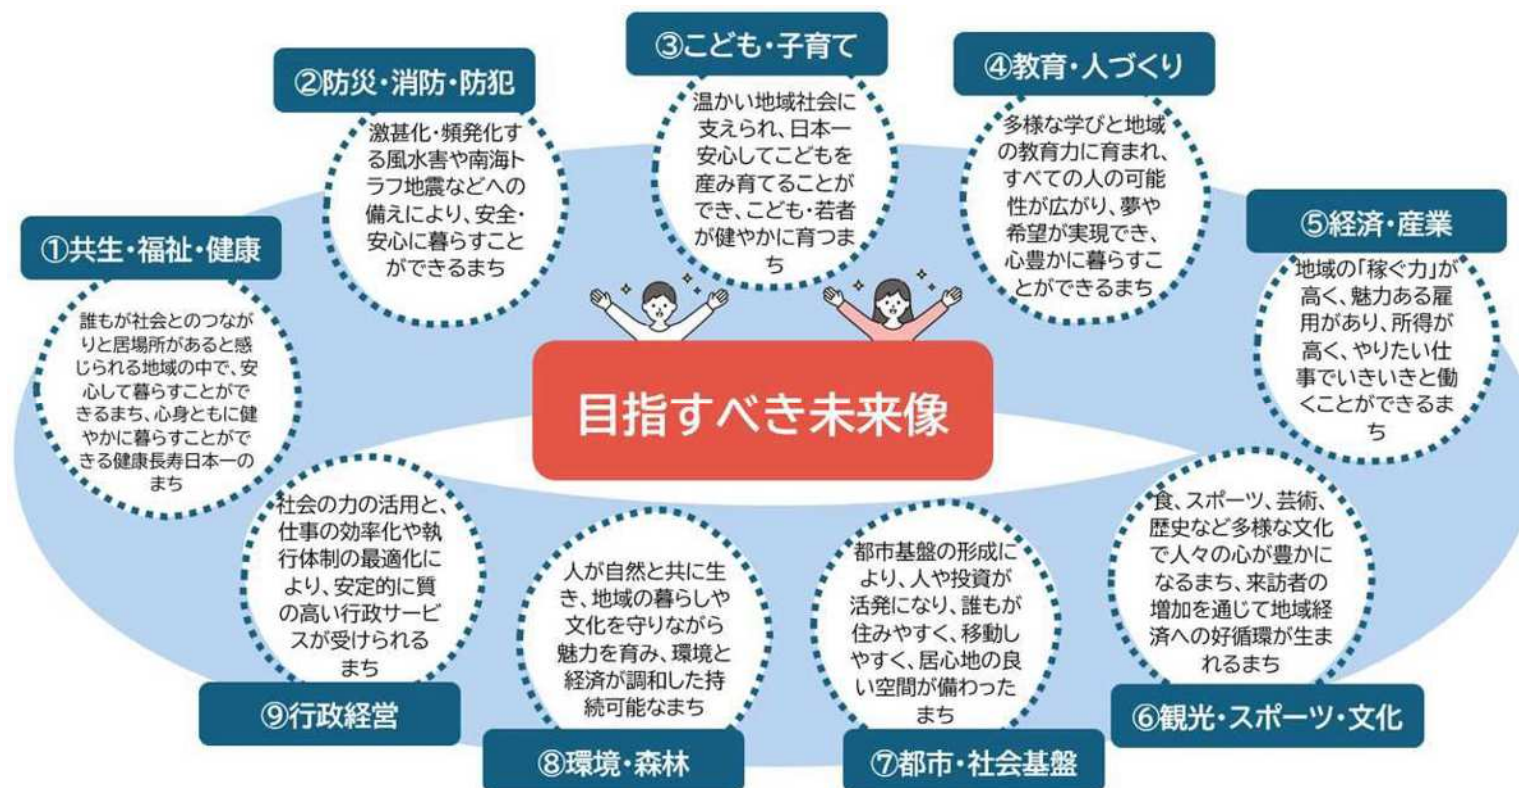 ①共生・福祉・健康
誰もが社会とのつなが
りと居場所があると感
じられる地域の中で、安
心して暮らすことがで
きるまち、心身ともに健
やかに暮らすことがで
きる健康長寿日本一の
まち
②防災・消防・防犯
激甚化・頻発化す
る風水害や南海ト
ラフ地震などへの
備えにより、安全・
安心に暮らすこと
ができるまち
③こども・子育て
温かい地域社会に
支えられ、日本一
安心してこどもを
産み育てることが
でき、こども・若者
が健やかに育つま
ち
④教育・人づくり
多様な学びと地域
の教育力に育まれ、
すべての人の可能
性が広がり、夢や
希望が実現でき、
心豊かに暮らすこ
とができるまち
⑤経済・産業
地域の「稼ぐ力」が
高く、魅力ある雇
用があり、所得が
高く、やりたい仕
事でいきいきと働
くことができるま
ち
目指すべき未来像
食、スポーツ、芸術、
歴史など多様な文化
で人々の心が豊かに
なるまち、来訪者の
増加を通じて地域経
済への好循環が生ま
れるまち
⑥観光・スポーツ・文化
都市基盤の形成に
より、人や投資が
活発になり、誰もが
住みやすく、移動し
やすく、居心地の良
い空間が備わった
まち
⑦都市・社会基盤
人が自然と共に生
き、地域の暮らしや
文化を守りながら
魅力を育み、環境と
経済が調和した持
続可能なまち
⑧環境・森林
社会の力の活用と、
仕事の効率化や執
行体制の最適化に
より、安定的に質
の高い行政サービ
スが受けられる
まち
⑨行政経営